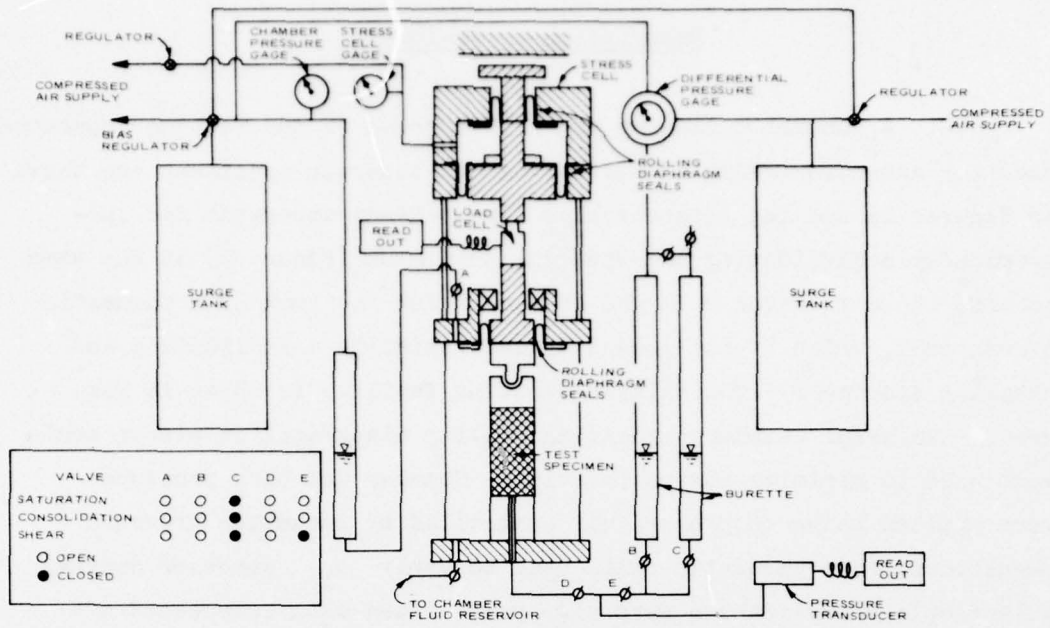 REGULATOR
COMPRESSED
AIR SUPPLY
BIAS
REGULATOR
CHAMBER
PRESSURE
GAGE
STRESS
CELL
GAGE
STRESS
CELL
DIFFERENTIAL
PRESSURE
GAGE
REGULATOR
COMPRESSED
AIR SUPPLY
ROLLING
DIAPHRAGM
SEALS
LOAD
CELL
READ
OUT
A
SURGE
TANK
SURGE
TANK
ROLLING
DIAPHRAGM
SEALS
TEST
SPECIMEN
BURETTE
VALVE A B C D E
SATURATION
CONSOLIDATION
SHEAR
OPEN
CLOSED
B
C
D
E
TO CHAMBER
FLUID RESERVOIR
PRESSURE
TRANSDUCER
READ
OUT